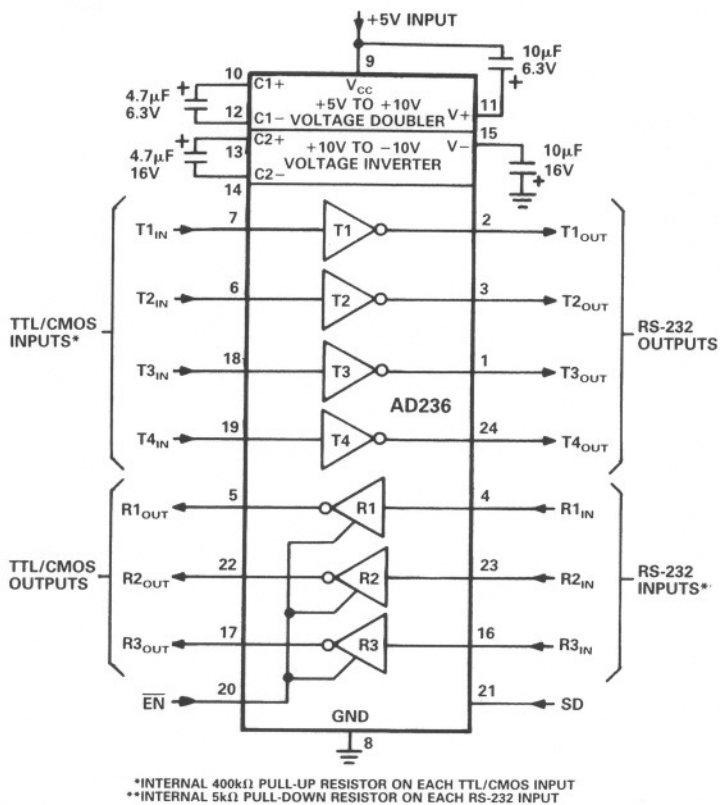 +5V INPUT
10μF
6.3V
9
10
C1+
VCC
4.7μF
6.3V
+5V TO +10V
VOLTAGE DOUBLER
V+
11
12
C1−
C2+
+10V TO −10V
VOLTAGE INVERTER
V−
15
4.7μF
16V
13
C2−
14
10μF
16V
T1IN
7
T1
2
T1OUT
T2IN
6
T2
3
T2OUT
TTL/CMOS
INPUTS*
RS-232
OUTPUTS
T3IN
18
T3
1
T3OUT
AD236
T4IN
19
T4
24
T4OUT
R1OUT
5
R1
4
R1IN
TTL/CMOS
OUTPUTS
R2OUT
22
R2
23
R2IN
RS-232
INPUTS**
R3OUT
17
R3
16
R3IN
EN
20
21
SD
GND
8
*INTERNAL 400kΩ PULL-UP RESISTOR ON EACH TTL/CMOS INPUT
**INTERNAL 5kΩ PULL-DOWN RESISTOR ON EACH RS-232 INPUT